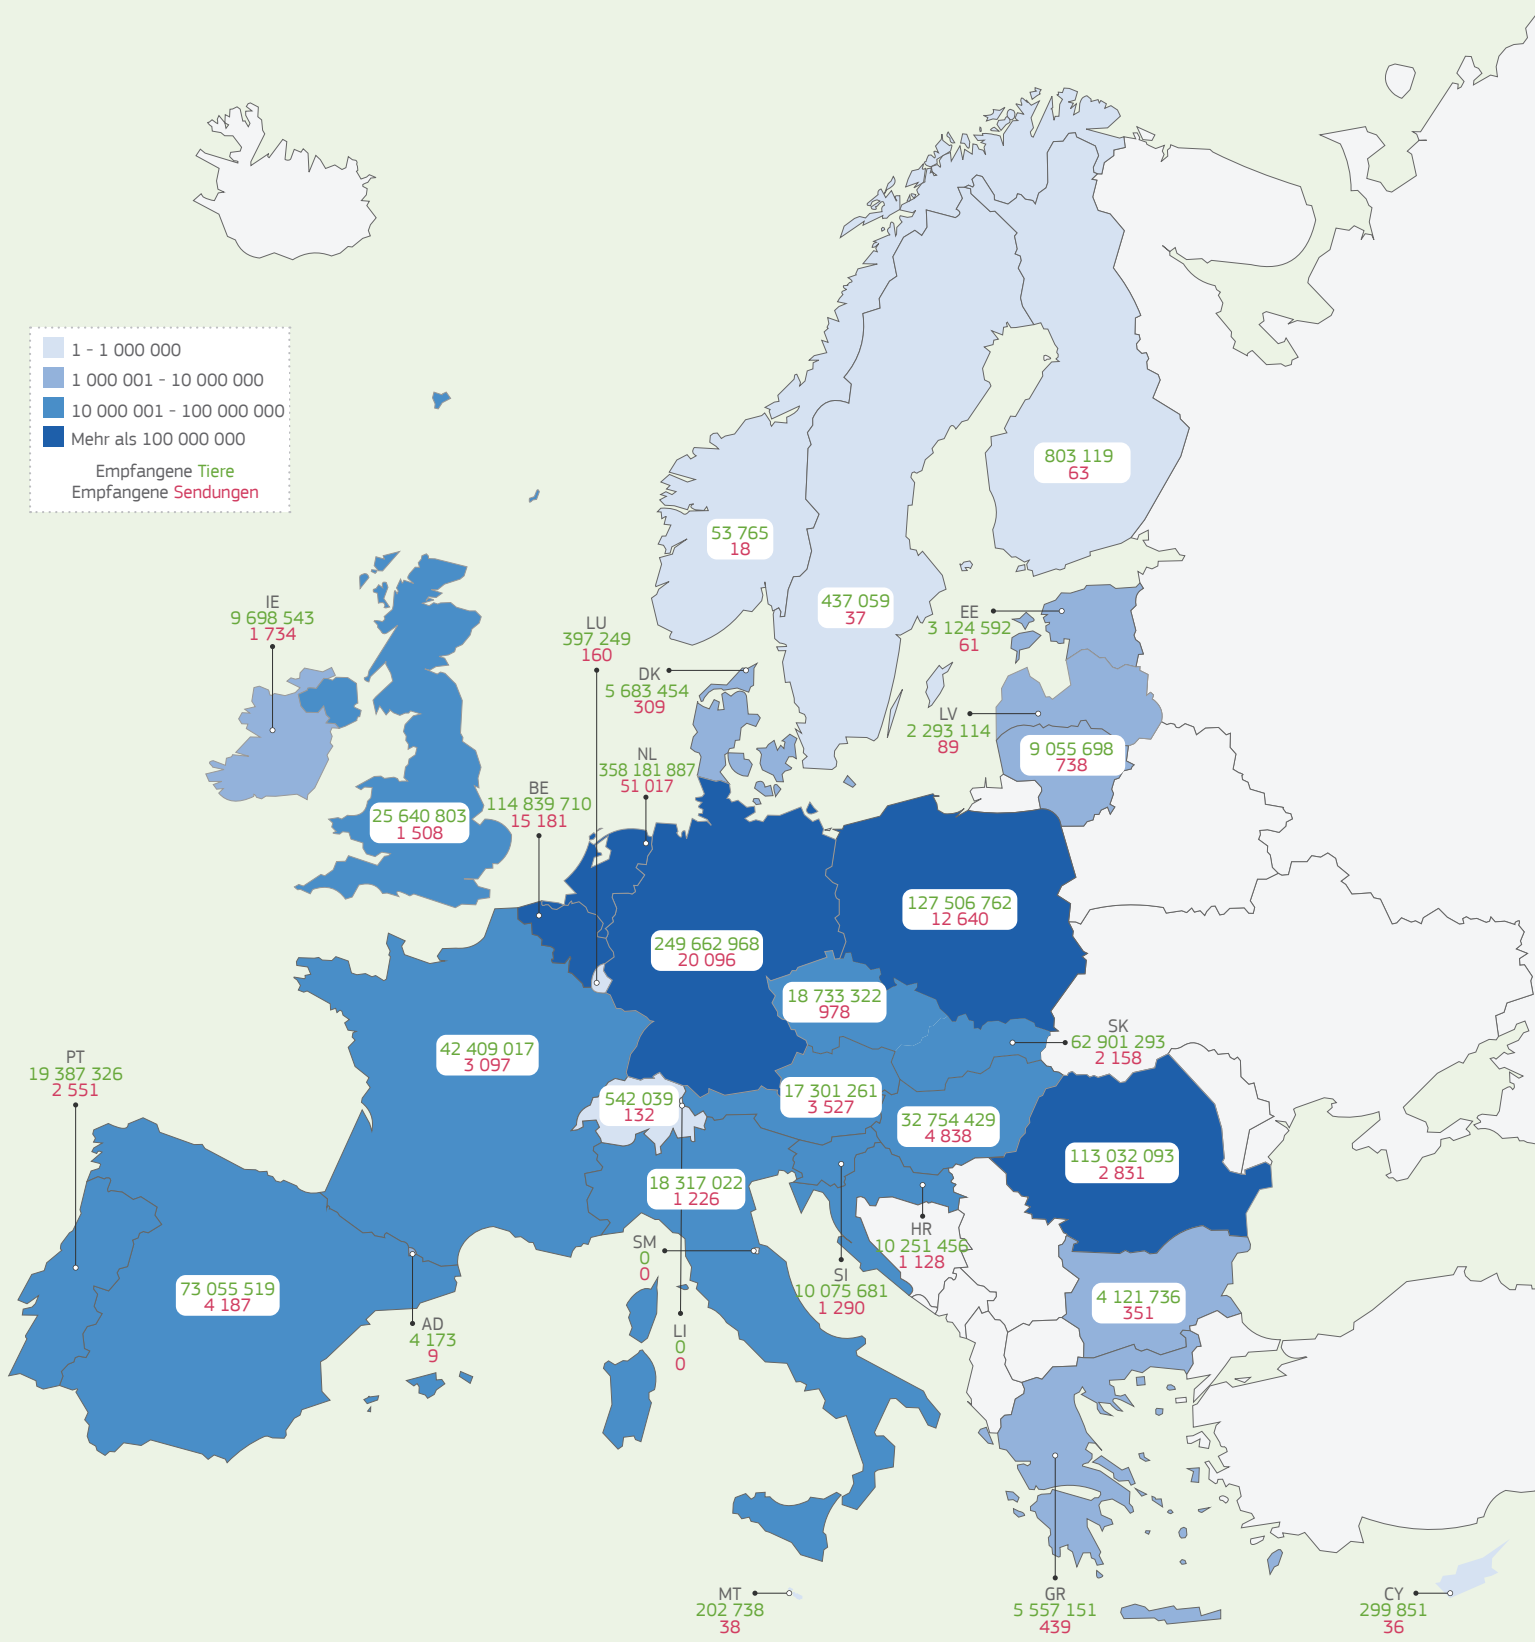 1 - 1 000 000
1 000 001 - 10 000 000
10 000 001 - 100 000 000
Mehr als 100 000 000
Empfangene Tiere
Empfangene Sendungen
803 119
63
53 765
18
437 059
37
IE
9 698 543
1 734
LU
397 249
160
EE
3 124 592
61
DK
5 683 454
309
LV
2 293 114
89
9 055 698
738
NL
358 181 887
51 017
BE
114 839 710
15 181
25 640 803
1 508
127 506 762
12 640
249 662 968
20 096
18 733 322
978
SK
62 901 293
2 158
42 409 017
3 097
PT
19 387 326
2 551
542 039
132
17 301 261
3 527
32 754 429
4 838
113 032 093
2 831
18 317 022
1 226
HR
10 251 456
1 128
SM
0
0
SI
10 075 681
1 290
73 055 519
4 187
4 121 736
351
AD
4 173
9
LI
0
0
MT
202 738
38
GR
5 557 151
439
CY
299 851
36